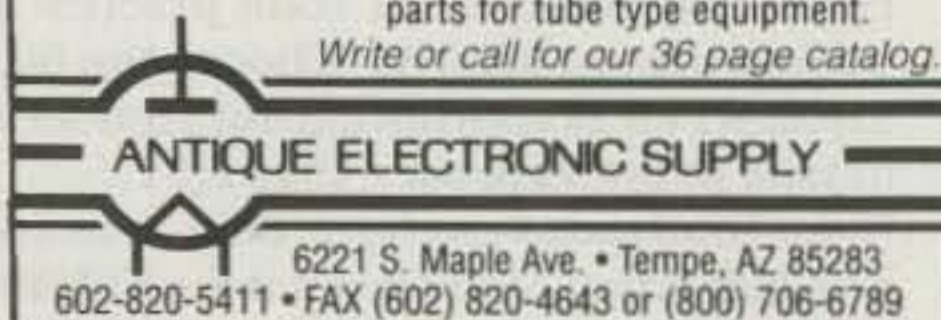 parts for tube type equipment.
Write or call for our 36 page catalog.
ANTIQUE ELECTRONIC SUPPLY
6221 S. Maple Ave. • Tempe, AZ 85283
602-820-5411 • FAX (602) 820-4643 or (800) 706-6789